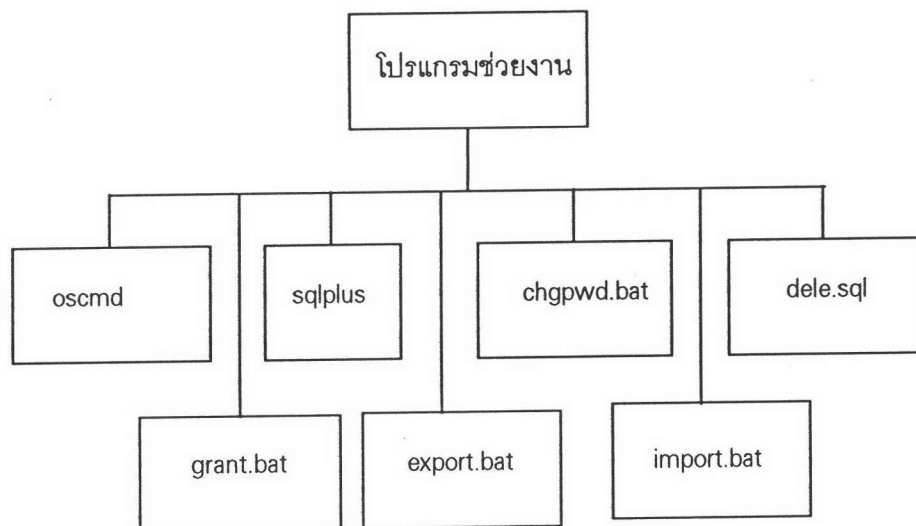 โปรแกรมช่วยงาน
oscmd
sqlplus
chgpwd.bat
dele.sql
grant.bat
export.bat
import.bat